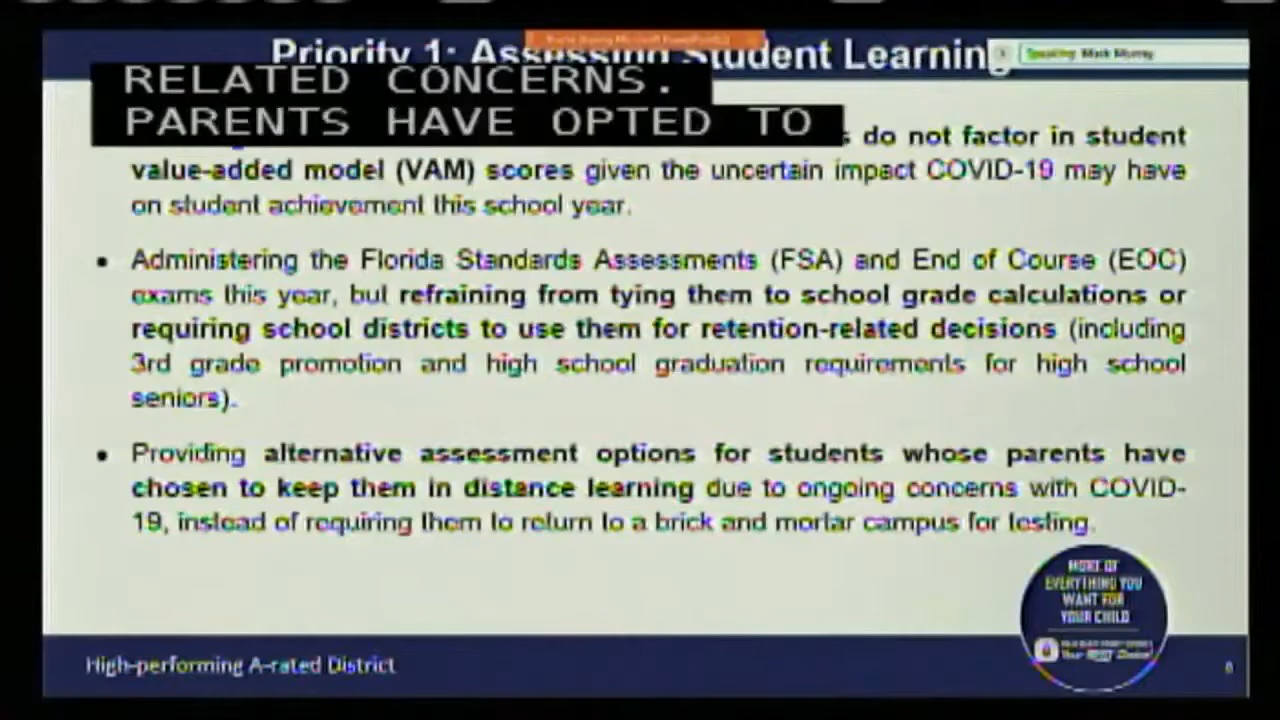 Priority 1: Assessing Student Learning
Speaking: Mark Murray
RELATED CONCERNS.
PARENTS HAVE OPTED TO
s do not factor in student
value-added model (VAM) scores given the uncertain impact COVID-19 may have
on student achievement this school year.
• Administering the Florida Standards Assessments (FSA) and End of Course (EOC)
exams this year, but refraining from tying them to school grade calculations or
requiring school districts to use them for retention-related decisions (including
3rd grade promotion and high school graduation requirements for high school
seniors).
• Providing alternative assessment options for students whose parents have
chosen to keep them in distance learning due to ongoing concerns with COVID-
19, instead of requiring them to return to a brick and mortar campus for testing.
MORE OF
EVERYTHING YOU
WANT FOR
YOUR CHILD
Your BEST Choice!
High-performing A-rated District
8